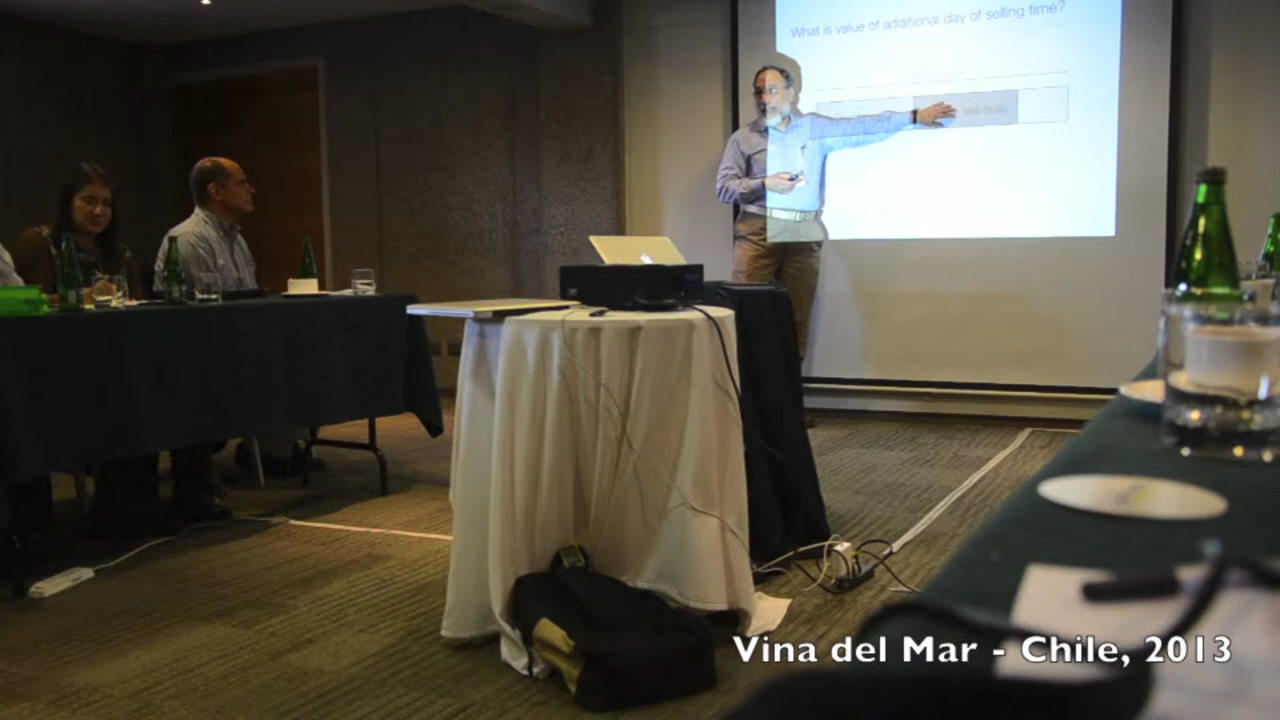 What is value of additional day of selling time?
Vina del Mar - Chile, 2013